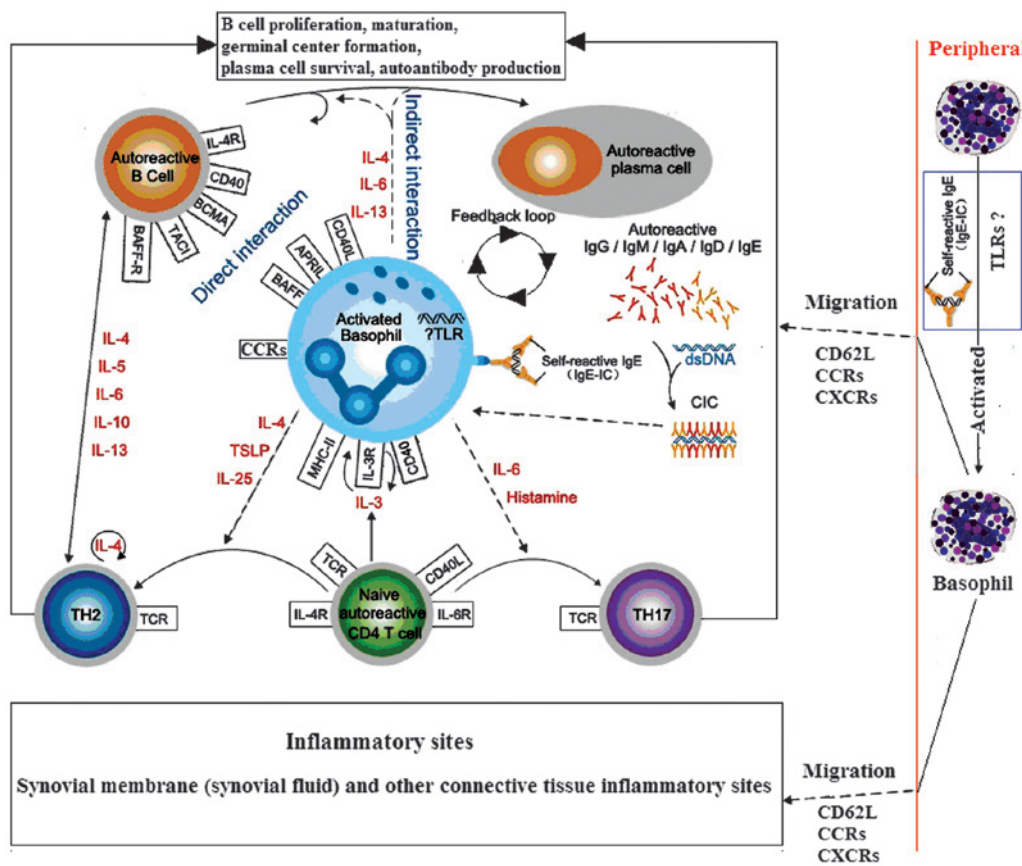 B cell proliferation, maturation,
germinal center formation,
plasma cell survival, autoantibody production
Peripheral
Autoreactive
B Cell
IL-4R
CD40
BCMA
TACI
BAFF-R
Direct interaction
Indirect interaction
IL-4
IL-6
IL-13
Autoreactive
plasma cell
Feedback loop
Autoreactive
IgG / IgM / IgA / IgD / IgE
dsDNA
CIC
CD40L
APRIL
BAFF
CCRs
Activated
Basophil
?TLR
Self-reactive IgE
(IgE-IC)
MHC-II
IL-3R
CD40
IL-3
IL-4
IL-5
IL-6
IL-10
IL-13
IL-4
TSLP
IL-25
IL-6
Histamine
IL-4
TH2
TCR
TCR
IL-4R
Naive
autoreactive
CD4 T cell
CD40L
IL-6R
TCR
TH17
Migration
CD62L
CCRs
CXCRs
Self-reactive IgE
(IgE-IC)
TLRs ?
Activated
Basophil
Inflammatory sites
Synovial membrane (synovial fluid) and other connective tissue inflammatory sites
Migration
CD62L
CCRs
CXCRs